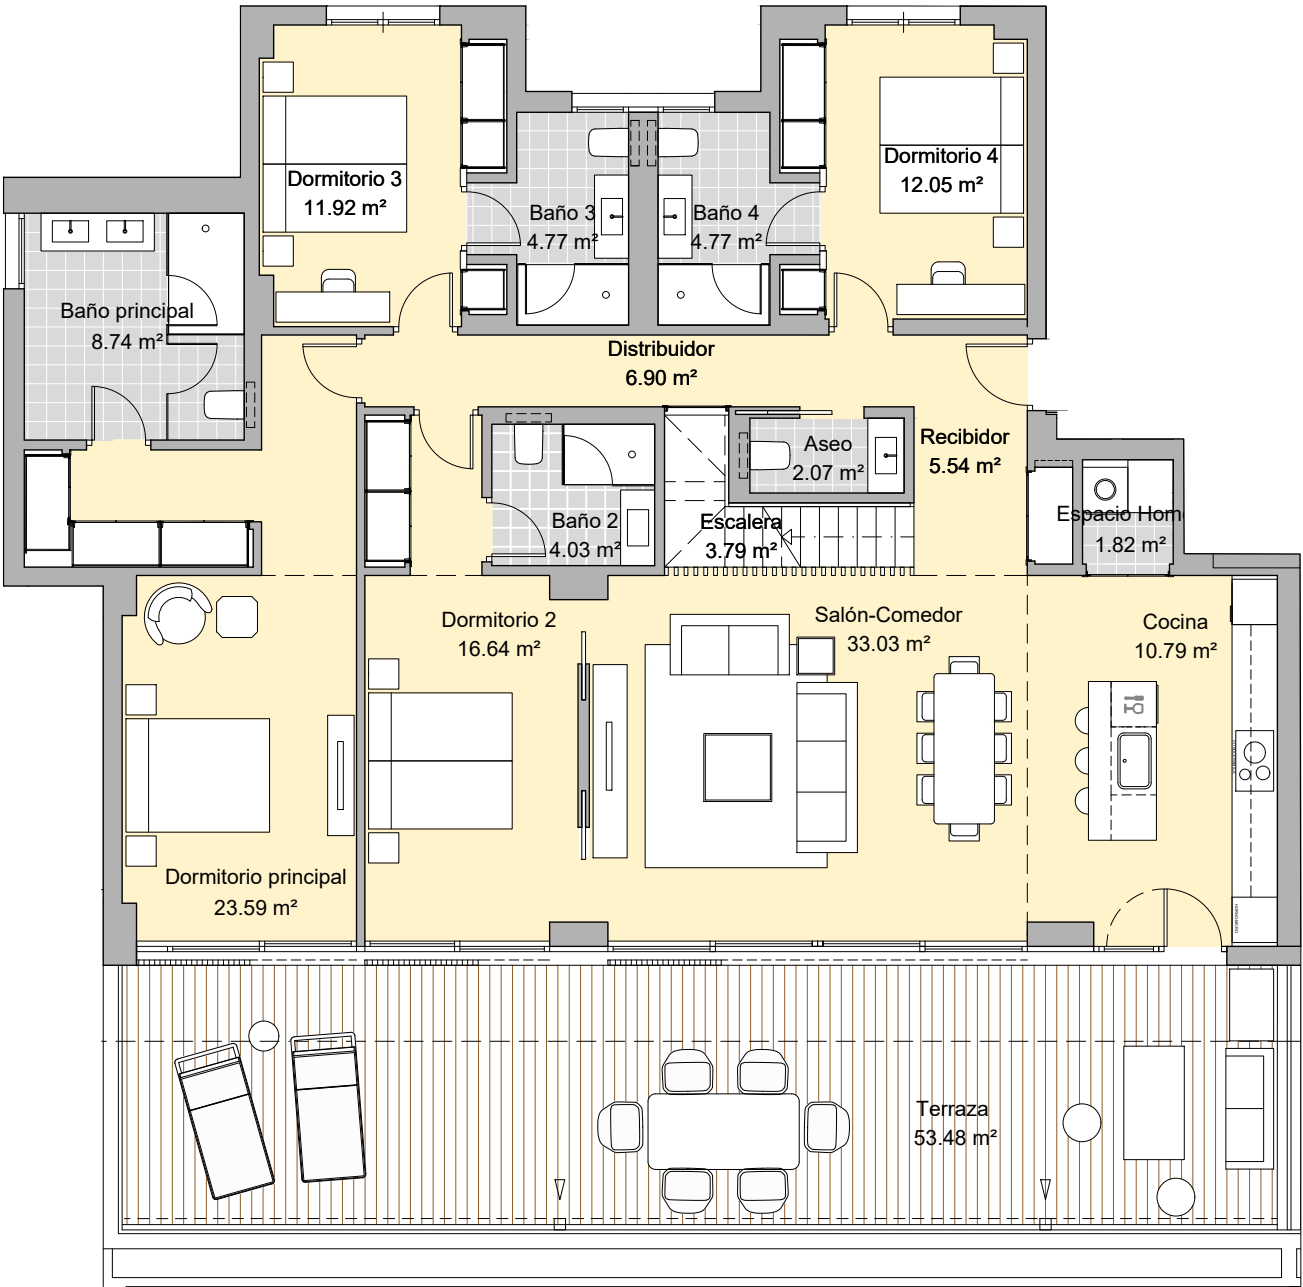 Dormitorio 3
11.92 m²
Dormitorio 4
12.05 m²
Baño 3
4.77 m²
Baño 4
4.77 m²
Baño principal
8.74 m²
Distribuidor
6.90 m²
Aseo
2.07 m²
Recibidor
5.54 m²
Baño 2
4.03 m²
Escalera
3.79 m²
Espacio Hom
1.82 m²
Dormitorio 2
16.64 m²
Salón-Comedor
33.03 m²
Cocina
10.79 m²
Dormitorio principal
23.59 m²
Terraza
53.48 m²